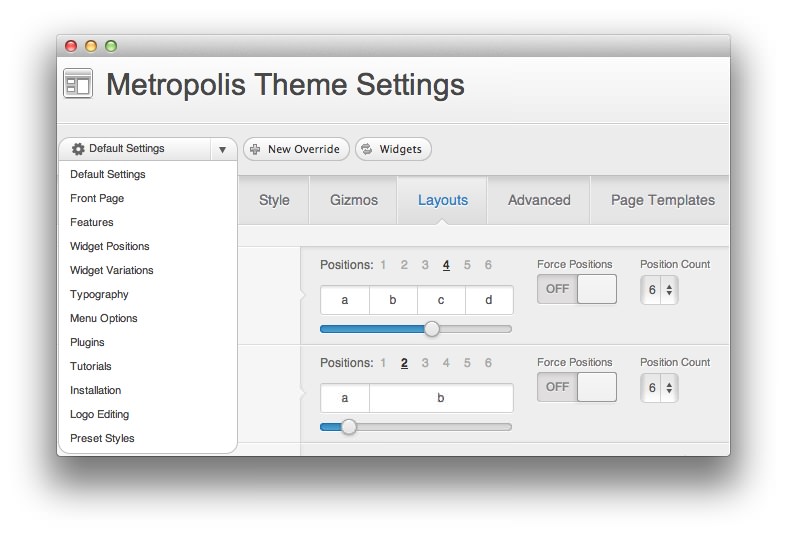 Metropolis Theme Settings
Default Settings
New Override
Widgets
Default Settings
Front Page
Features
Widget Positions
Widget Variations
Typography
Menu Options
Plugins
Tutorials
Installation
Logo Editing
Preset Styles
Style
Gizmos
Layouts
Advanced
Page Templates
Positions: 1 2 3 4 5 6
Force Positions
Position Count
a b c d
OFF
6
Positions: 1 2 3 4 5 6
Force Positions
Position Count
a b
OFF
6